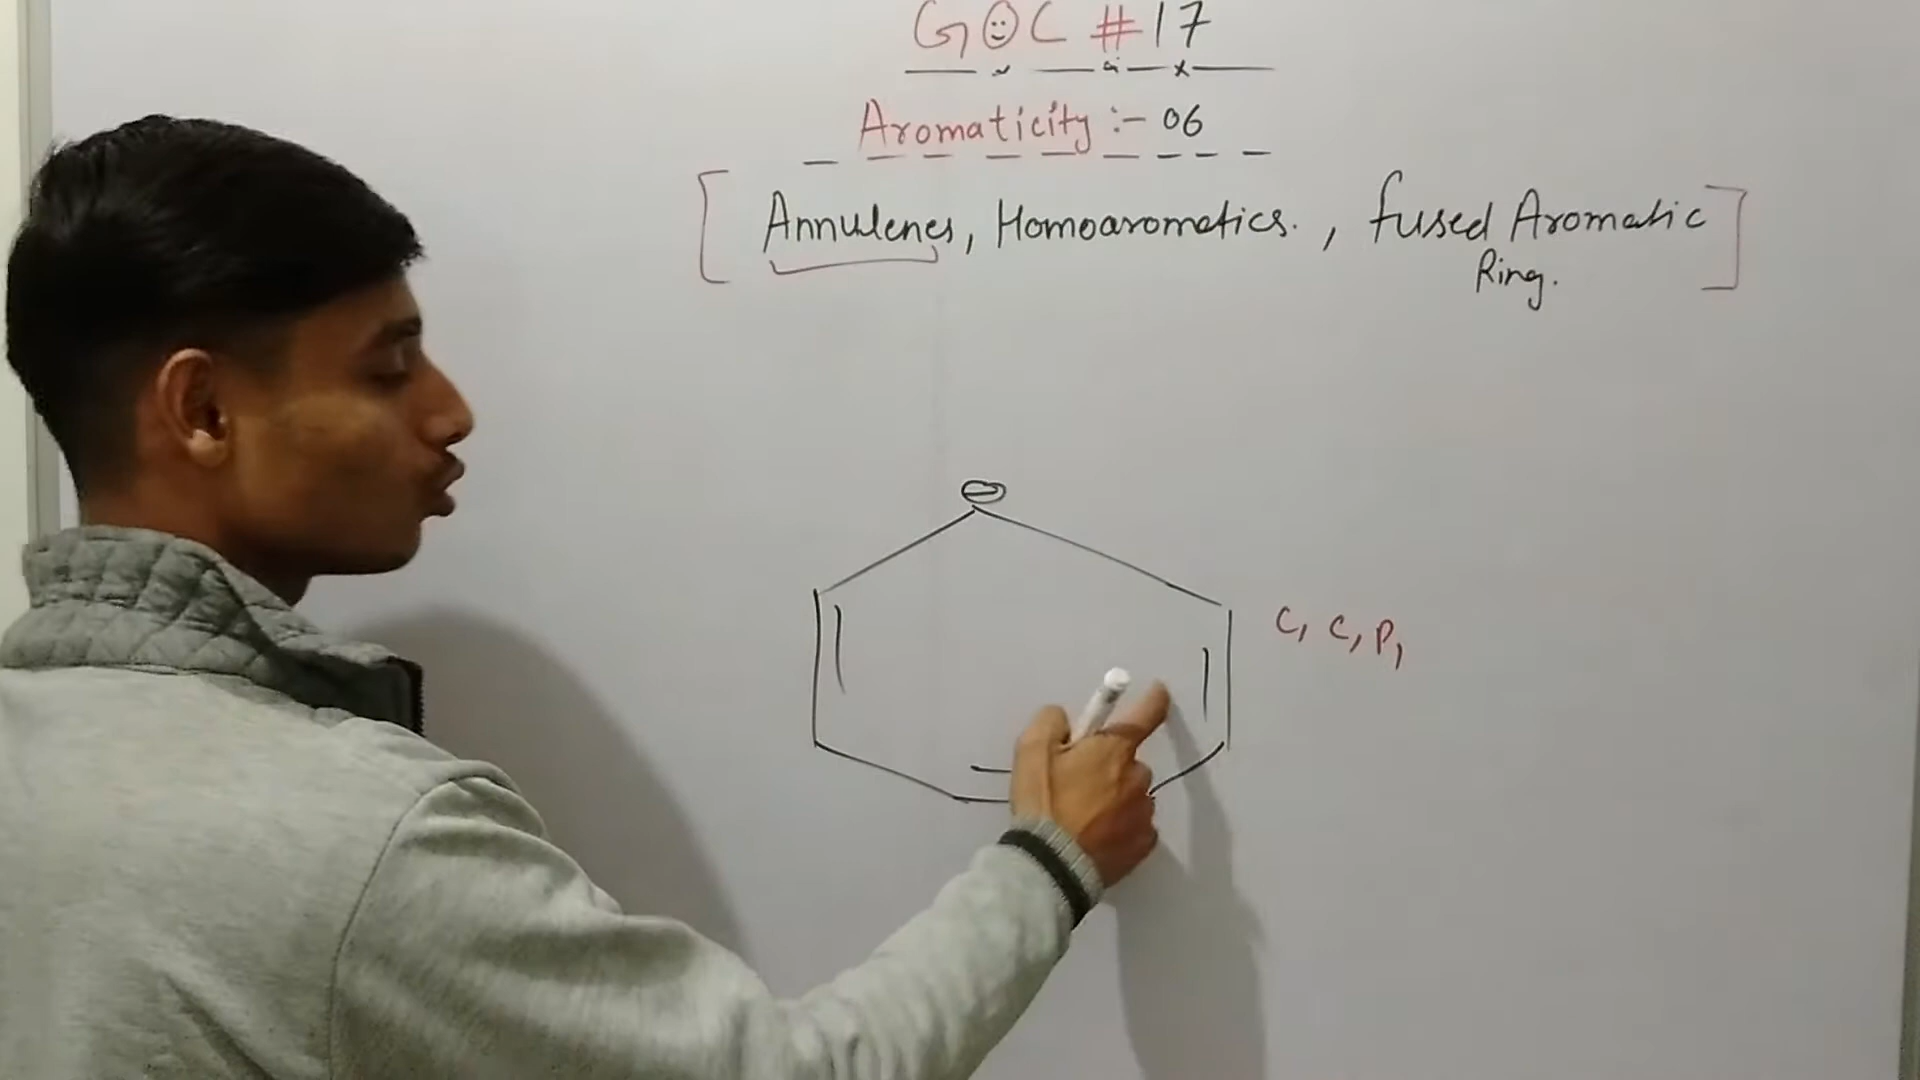 GOC #17
Aromaticity :- 06
[ Annulenes, Homoaromatics. , fused Aromatic ]
Ring.
⊖
C, C, P,